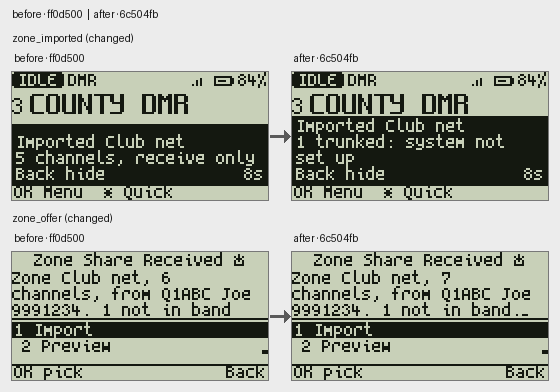 before·ff0d500 | after·6c504fb
zone_imported (changed)
before·ff0d500
IDLE DMR 84%
3 COUNTY DMR
Imported Club net
5 channels, receive only
Back hide 8s
OK Menu * Quick
after·6c504fb
IDLE DMR 84%
3 COUNTY DMR
Imported Club net
1 trunked: system not
set up
Back hide 8s
OK Menu * Quick
zone_offer (changed)
before·ff0d500
Zone Share Received
Zone Club net, 6
channels, from Q1ABC Joe
9991234. 1 not in band
1 Import
2 Preview
OK pick Back
after·6c504fb
Zone Share Received
Zone Club net, 7
channels, from Q1ABC Joe
9991234. 1 not in band…
1 Import
2 Preview
OK pick Back